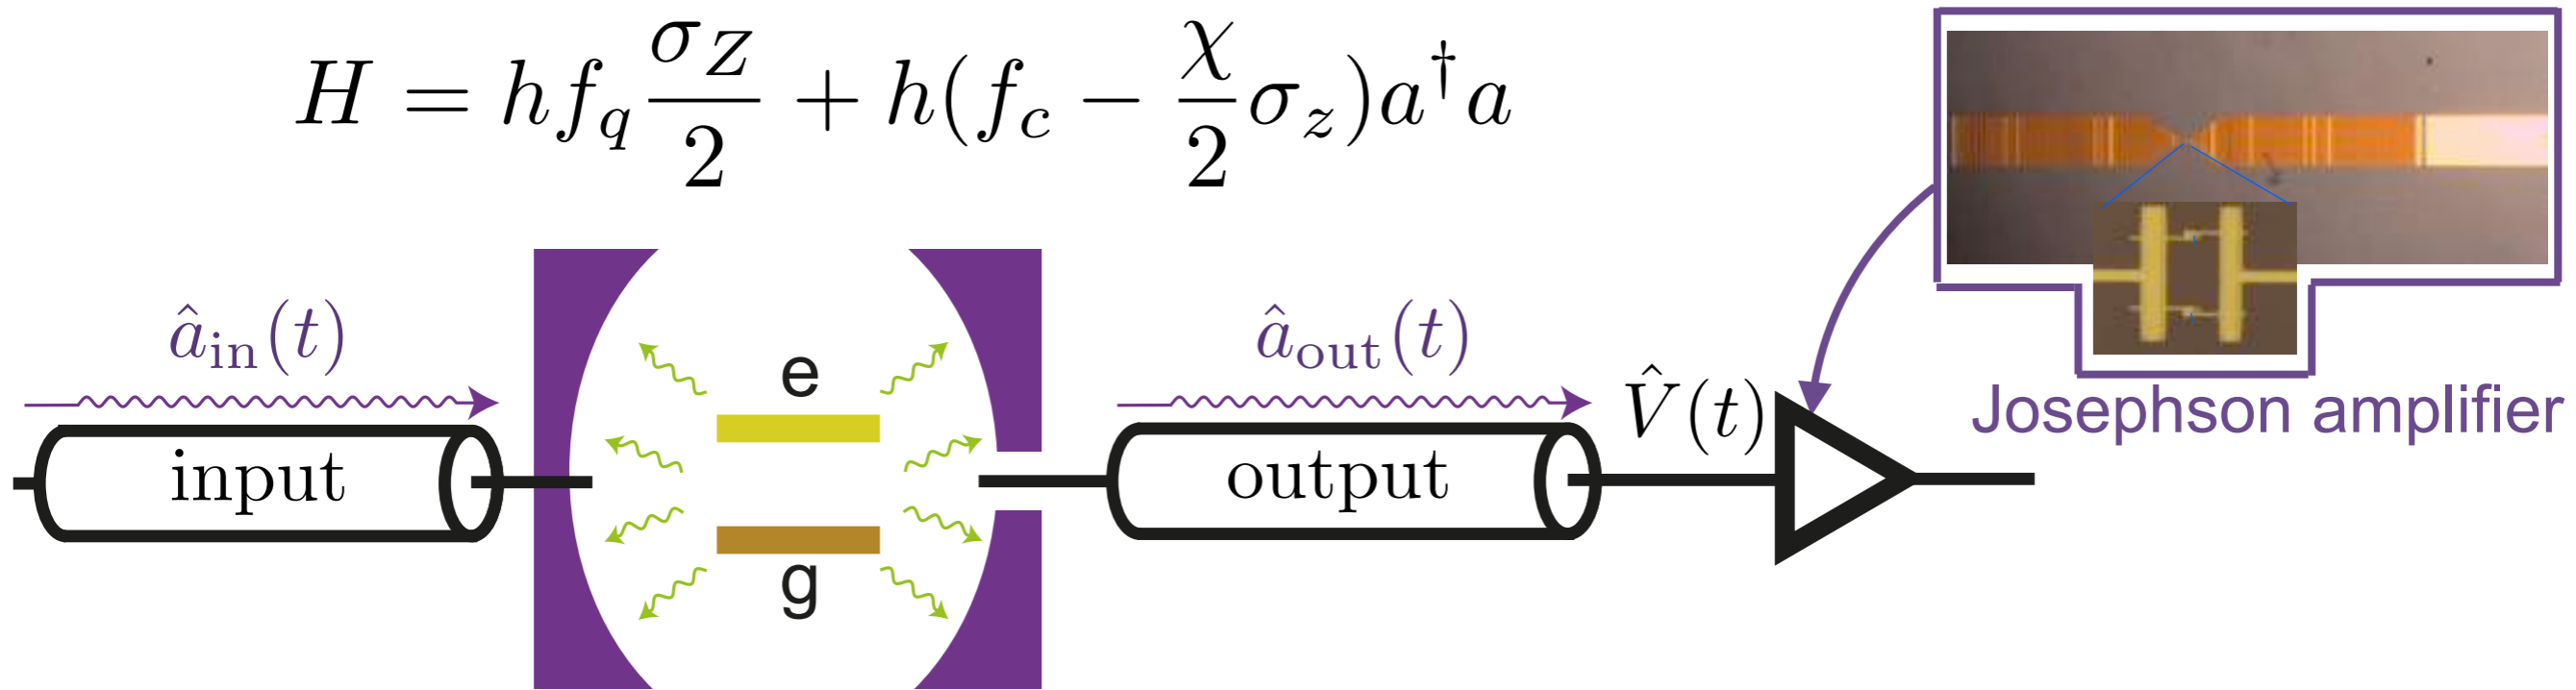 H = hf_q σ_Z/2 + h(f_c − χ/2 σ_z)a†a
â_in(t)
input
e
g
â_out(t)
output
V̂(t)
Josephson amplifier